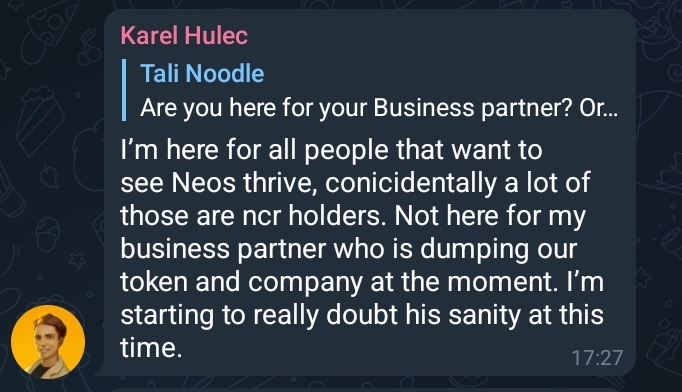 Karel Hulec
Tali Noodle
Are you here for your Business partner? Or...
I'm here for all people that want to
see Neos thrive, conicidentally a lot of
those are ncr holders. Not here for my
business partner who is dumping our
token and company at the moment. I'm
starting to really doubt his sanity at this
time.
17:27